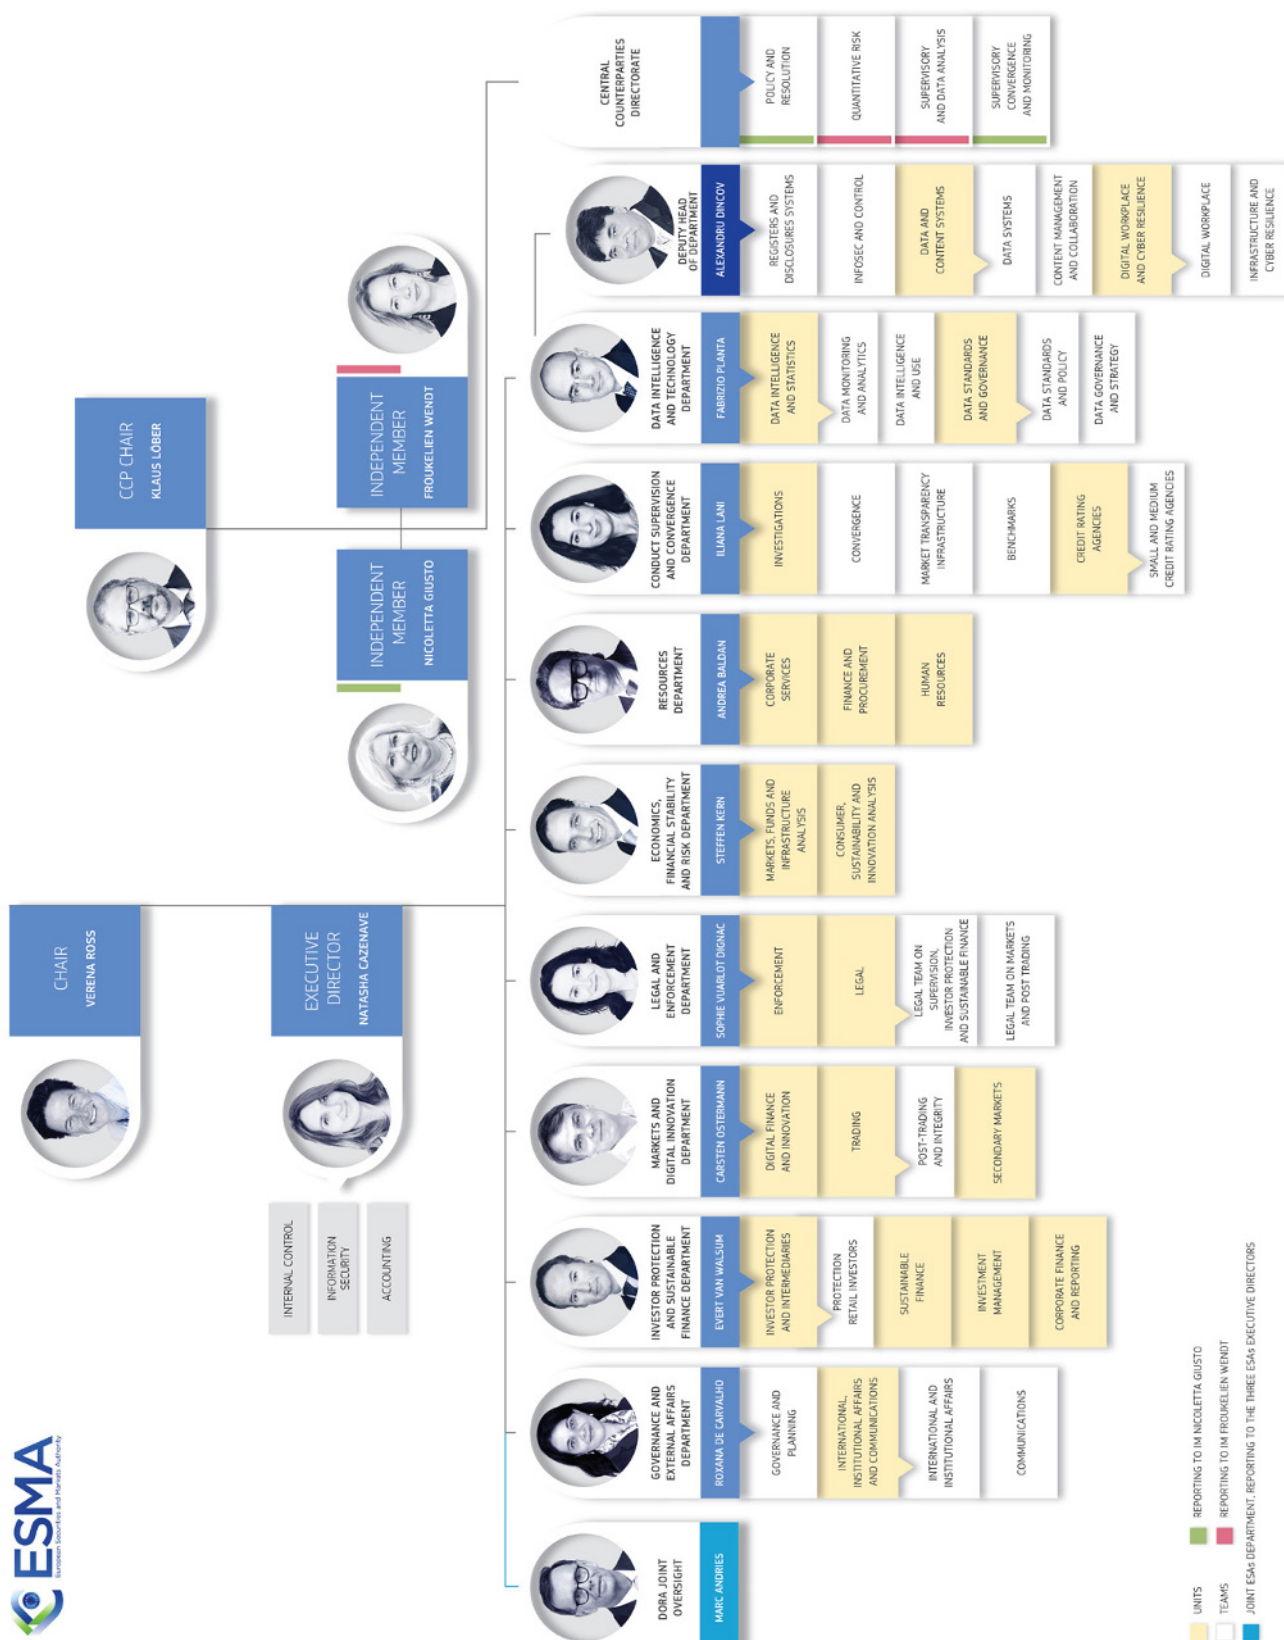 ESMA
European Securities and Markets Authority
CHAIR
VERENA ROSS
EXECUTIVE
DIRECTOR
NATASHA CAZENAVE
INTERNAL CONTROL
INFORMATION
SECURITY
ACCOUNTING
CCP CHAIR
KLAUS LÖBER
INDEPENDENT
MEMBER
NICOLETTA GIUSTO
INDEPENDENT
MEMBER
FROUKELIEN WENDT
DORA JOINT
OVERSIGHT
MARC ANDRIES
GOVERNANCE AND
EXTERNAL AFFAIRS
DEPARTMENT
ROXANA DE CARVALHO
GOVERNANCE AND
PLANNING
INTERNATIONAL,
INSTITUTIONAL AFFAIRS
AND COMMUNICATIONS
INTERNATIONAL AND
INSTITUTIONAL AFFAIRS
COMMUNICATIONS
INVESTOR PROTECTION
AND SUSTAINABLE
FINANCE DEPARTMENT
EVERT VAN WALSUM
INVESTOR PROTECTION
AND INTERMEDIARIES
PROTECTION
RETAIL INVESTORS
SUSTAINABLE
FINANCE
INVESTMENT
MANAGEMENT
CORPORATE FINANCE
AND REPORTING
MARKETS AND
DIGITAL INNOVATION
DEPARTMENT
CARSTEN OSTERMANN
DIGITAL FINANCE
AND INNOVATION
TRADING
POST-TRADING
AND INTEGRITY
SECONDARY MARKETS
LEGAL AND
ENFORCEMENT
DEPARTMENT
SOPHIE VUARLOT DIGNAC
ENFORCEMENT
LEGAL
LEGAL TEAM ON
SUPERVISION,
INVESTOR PROTECTION
AND SUSTAINABLE FINANCE
LEGAL TEAM ON MARKETS
AND POST TRADING
ECONOMICS,
FINANCIAL STABILITY
AND RISK DEPARTMENT
STEFFEN KERN
MARKETS, FUNDS AND
INFRASTRUCTURE
ANALYSIS
CONSUMER,
SUSTAINABILITY AND
INNOVATION ANALYSIS
RESOURCES
DEPARTMENT
ANDREA BALDAN
CORPORATE
SERVICES
FINANCE AND
PROCUREMENT
HUMAN
RESOURCES
CONDUCT SUPERVISION
AND CONVERGENCE
DEPARTMENT
ILIANA LANI
INVESTIGATIONS
CONVERGENCE
MARKET TRANSPARENCY
INFRASTRUCTURE
BENCHMARKS
CREDIT RATING
AGENCIES
SMALL AND MEDIUM
CREDIT RATING AGENCIES
DATA INTELLIGENCE
AND TECHNOLOGY
DEPARTMENT
FABRIZIO PLANTA
DATA INTELLIGENCE
AND STATISTICS
DATA MONITORING
AND ANALYTICS
DATA INTELLIGENCE
AND USE
DATA STANDARDS
AND GOVERNANCE
DATA STANDARDS
AND POLICY
DATA GOVERNANCE
AND STRATEGY
DEPUTY HEAD
OF DEPARTMENT
ALEXANDRU DINCOV
REGISTERS AND
DISCLOSURES SYSTEMS
INFOSEC AND CONTROL
DATA AND
CONTENT SYSTEMS
DATA SYSTEMS
CONTENT MANAGEMENT
AND COLLABORATION
DIGITAL WORKPLACE
AND CYBER RESILIENCE
DIGITAL WORKPLACE
INFRASTRUCTURE AND
CYBER RESILIENCE
CENTRAL
COUNTERPARTIES
DIRECTORATE
POLICY AND
RESOLUTION
QUANTITATIVE RISK
SUPERVISORY
AND DATA ANALYSIS
SUPERVISORY
CONVERGENCE
AND MONITORING
UNITS
REPORTING TO IM NICOLETTA GIUSTO
TEAMS
REPORTING TO IM FROUKELIEN WENDT
JOINT ESAs DEPARTMENT, REPORTING TO THE THREE ESAs EXECUTIVE DIRECTORS